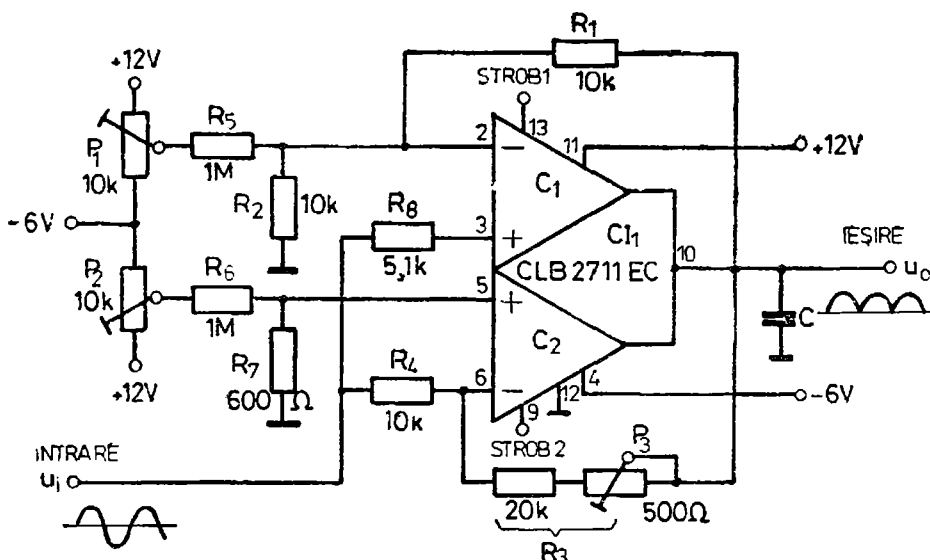 R1
10k
+12V
STROB1
P1
10k
R5
1M
2
13
11
+12V
R2
10k
C1
R8
5,1k
3
CI1
-6V
CLB 2711 EC
10
IEȘIRE
uo
P2
10k
R6
1M
5
C2
C
+12V
R7
600 Ω
R4
10k
6
9
12
4
-6V
STROB 2
P3
INTRARE
ui
20k
500Ω
R3